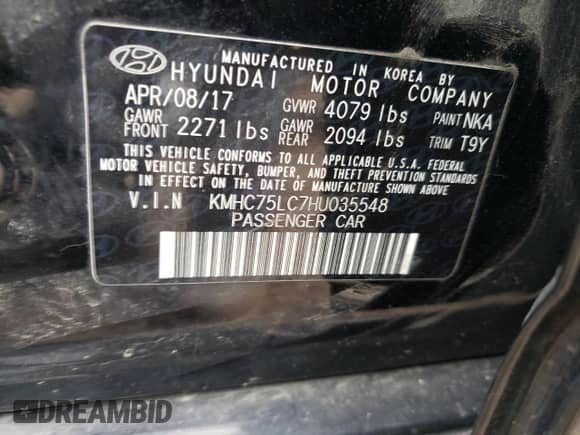 MANUFACTURED IN KOREA BY
HYUNDAI MOTOR COMPANY
APR/08/17 GVWR 4079 lbs PAINT NKA
GAWR FRONT 2271 lbs GAWR REAR 2094 lbs TRIM T9Y
THIS VEHICLE CONFORMS TO ALL APPLICABLE U.S.A. FEDERAL
MOTOR VEHICLE SAFETY, BUMPER, AND THEFT PREVENTION STANDARDS
IN EFFECT ON THE DATE OF MANUFACTURE SHOWN ABOVE
V.I.N KMHC75LC7HU035548
PASSENGER CAR
DREAMBID